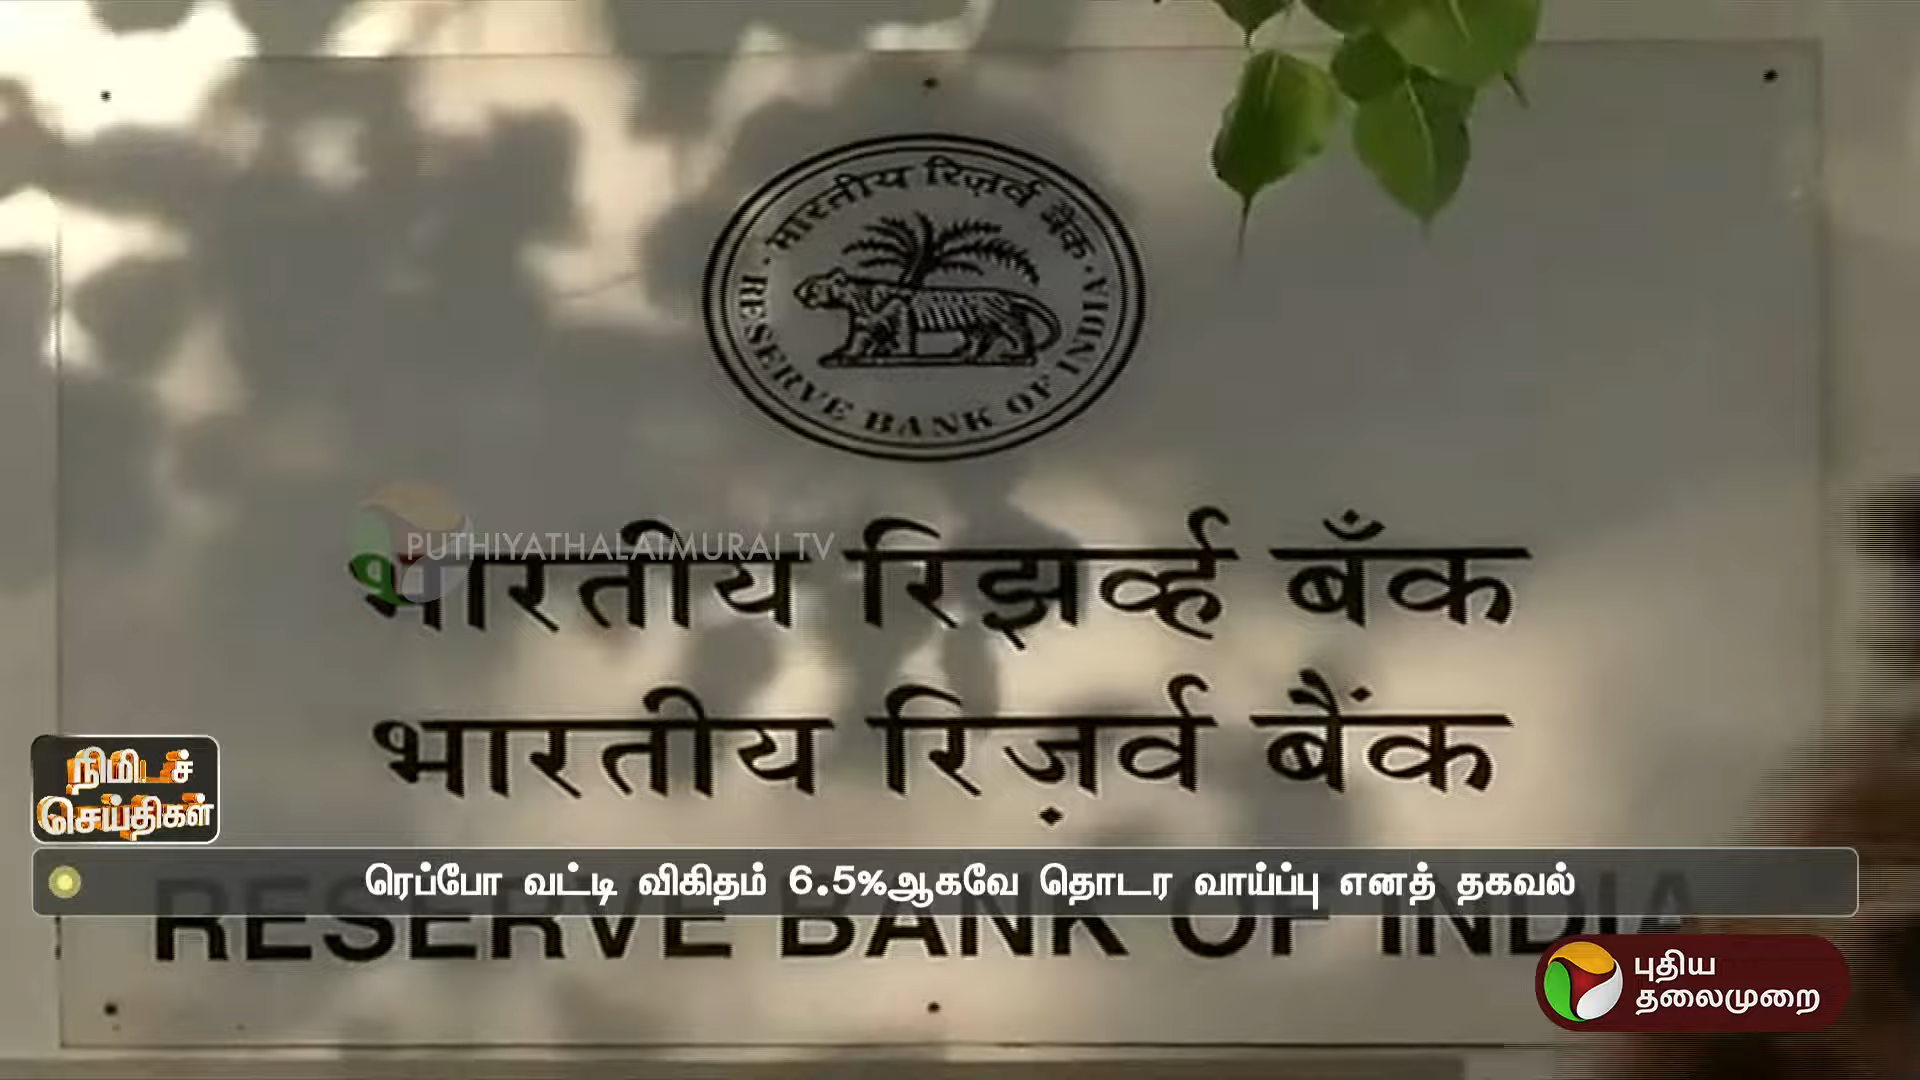 भारतीय रिज़र्व बैंक
RESERVE BANK OF INDIA
PUTHIYATHALAIMURAI TV
भारतीय रिझर्व्ह बँक
भारतीय रिज़र्व बैंक
நிமிடச்
செய்திகள்
ரெப்போ வட்டி விகிதம் 6.5%ஆகவே தொடர வாய்ப்பு எனத் தகவல்
RESERVE BANK OF INDIA
புதிய
தலைமுறை